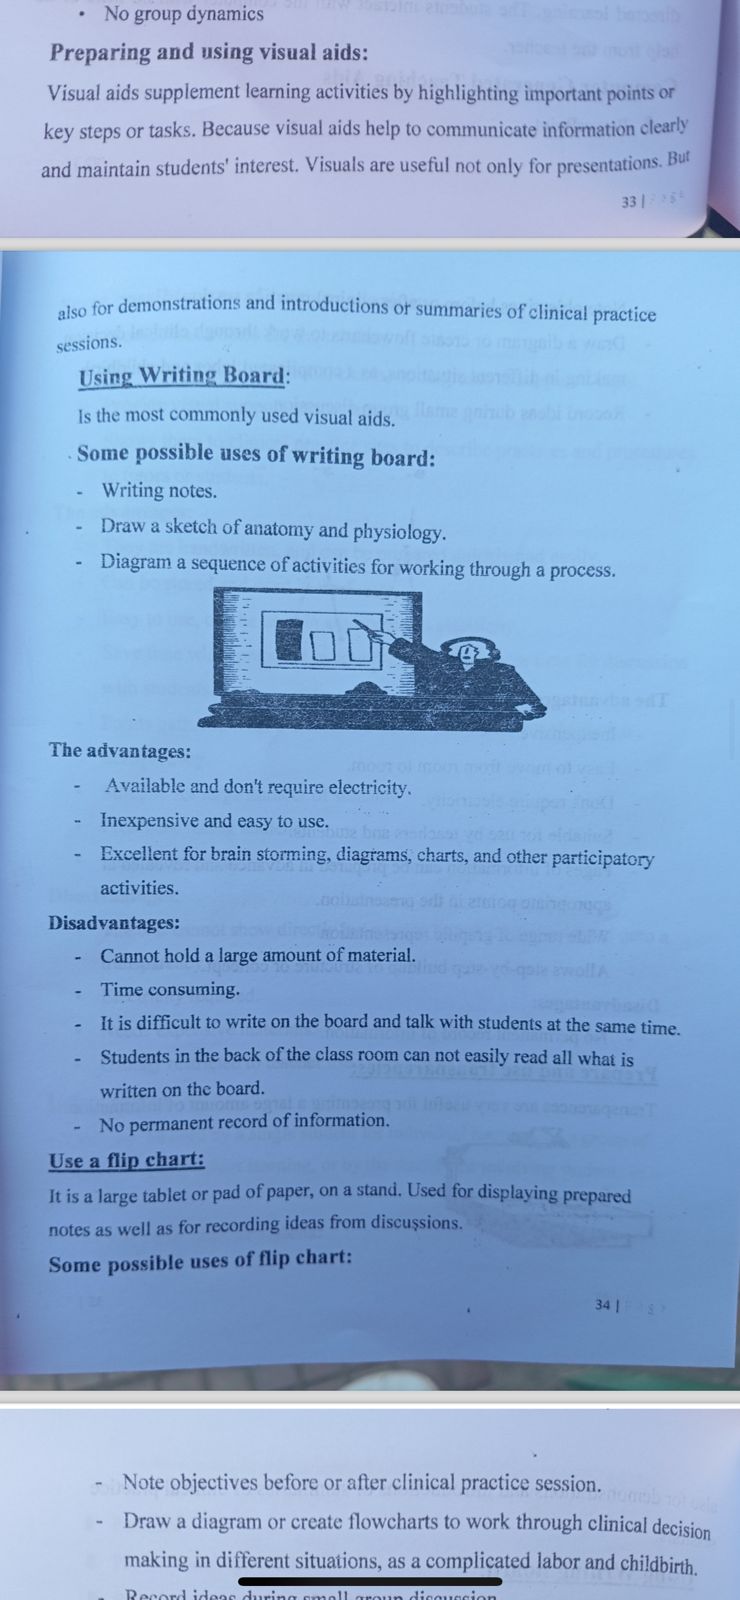 • No group dynamics
Preparing and using visual aids:
Visual aids supplement learning activities by highlighting important points or
key steps or tasks. Because visual aids help to communicate information clearly
and maintain students' interest. Visuals are useful not only for presentations. But
33 |
also for demonstrations and introductions or summaries of clinical practice
sessions.
Using Writing Board:
Is the most commonly used visual aids.
Some possible uses of writing board:
- Writing notes.
- Draw a sketch of anatomy and physiology.
- Diagram a sequence of activities for working through a process.
The advantages:
- Available and don't require electricity.
- Inexpensive and easy to use.
- Excellent for brain storming, diagrams, charts, and other participatory
activities.
Disadvantages:
- Cannot hold a large amount of material.
- Time consuming.
- It is difficult to write on the board and talk with students at the same time.
- Students in the back of the class room can not easily read all what is
written on the board.
- No permanent record of information.
Use a flip chart:
It is a large tablet or pad of paper, on a stand. Used for displaying prepared
notes as well as for recording ideas from discussions.
Some possible uses of flip chart:
34 |
- Note objectives before or after clinical practice session.
- Draw a diagram or create flowcharts to work through clinical decision
making in different situations, as a complicated labor and childbirth.
- Record ideas during small group discussion